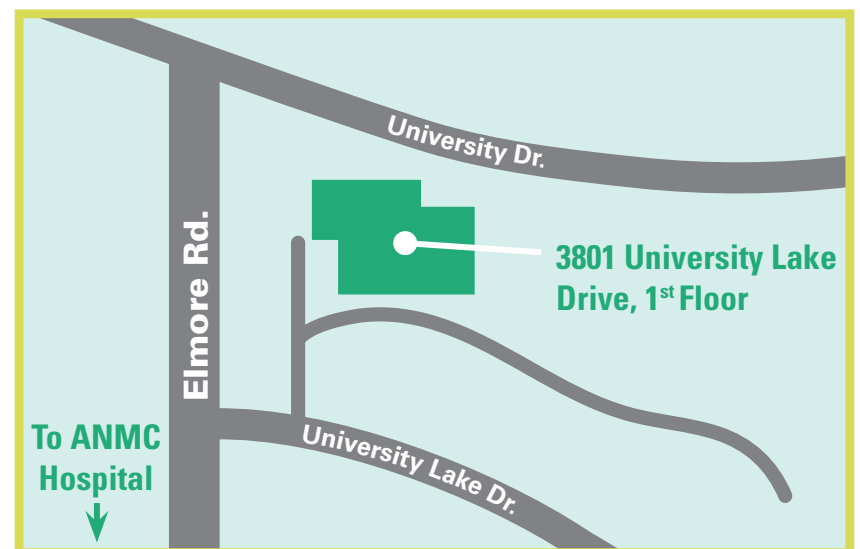 University Dr.
Elmore Rd.
3801 University Lake
Drive, 1st Floor
To ANMC
Hospital
University Lake Dr.